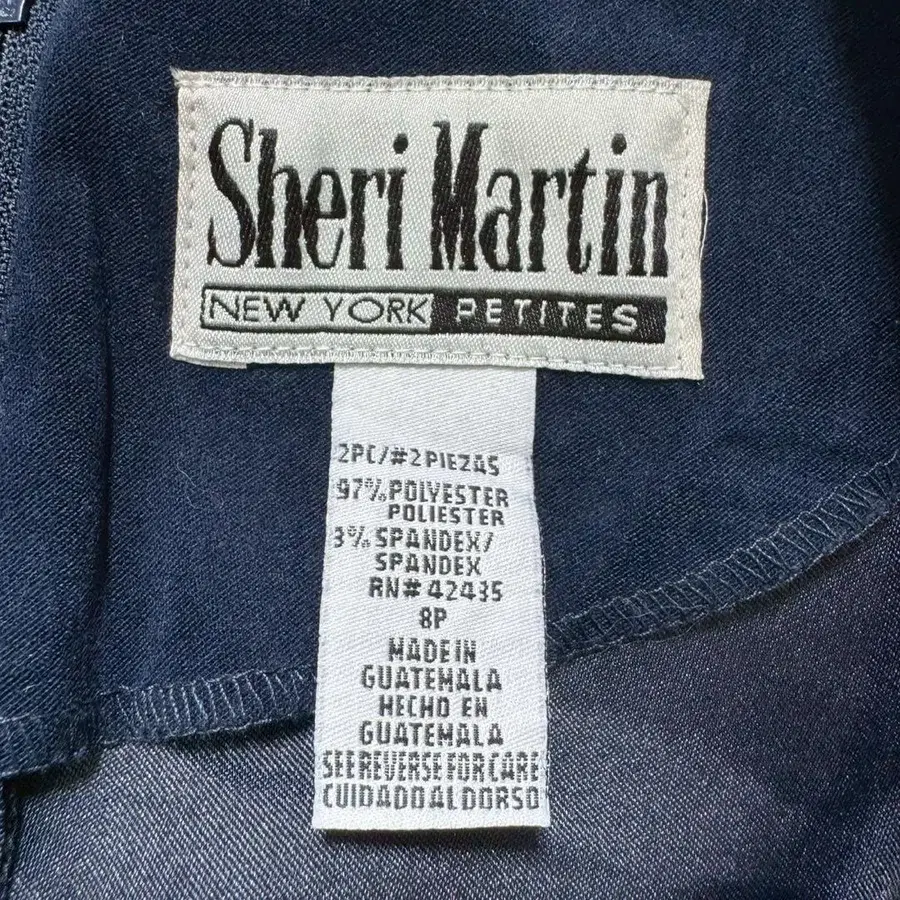 Sheri Martin
NEW YORK PETITES
2PC/#2PIEZAS
97%POLYESTER
POLIESTER
3%SPANDEX/
SPANDEX
RN#42435
8P
MADE IN
GUATEMALA
HECHO EN
GUATEMALA
SEE REVERSE FOR CARE
CUIDADO AL DORSO